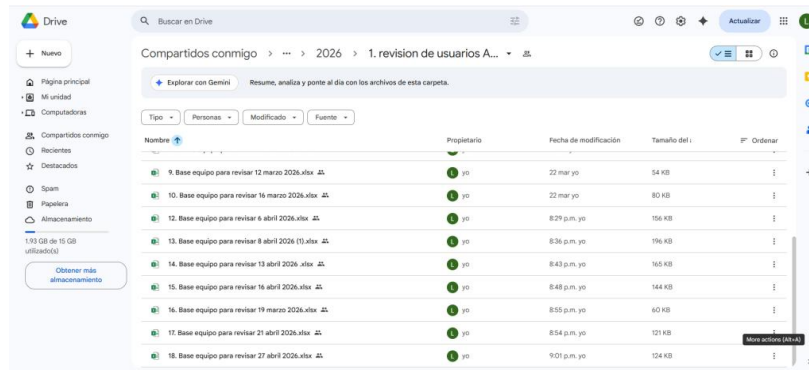 Drive
Buscar en Drive
Actualizar
L
Nuevo
Compartidos conmigo > ... > 2026 > 1. revision de usuarios A...
Explorar con Gemini Resume, analiza y ponte al día con los archivos de esta carpeta.
Página principal
Mi unidad
Computadoras
Compartidos conmigo
Recientes
Destacados
Spam
Papelera
Almacenamiento
1.93 GB de 15 GB
utilizado(s)
Obtener más
almacenamiento
Tipo Personas Modificado Fuente
Nombre Propietario Fecha de modificación Tamaño del Ordenar
9. Base equipo para revisar 12 marzo 2026.xlsx L yo 22 mar yo 54 KB
10. Base equipo para revisar 16 marzo 2026.xlsx L yo 22 mar yo 80 KB
12. Base equipo para revisar 6 abril 2026.xlsx L yo 8:29 p.m. yo 156 KB
13. Base equipo para revisar 8 abril 2026 (1).xlsx L yo 8:36 p.m. yo 196 KB
14. Base equipo para revisar 13 abril 2026 .xlsx L yo 8:43 p.m. yo 165 KB
15. Base equipo para revisar 16 abril 2026.xlsx L yo 8:48 p.m. yo 144 KB
16. Base equipo para revisar 19 marzo 2026.xlsx L yo 8:55 p.m. yo 60 KB
17. Base equipo para revisar 21 abril 2026.xlsx L yo 8:54 p.m. yo 121 KB
More actions (Alt+A)
18. Base equipo para revisar 27 abril 2026.xlsx L yo 9:01 p.m. yo 124 KB